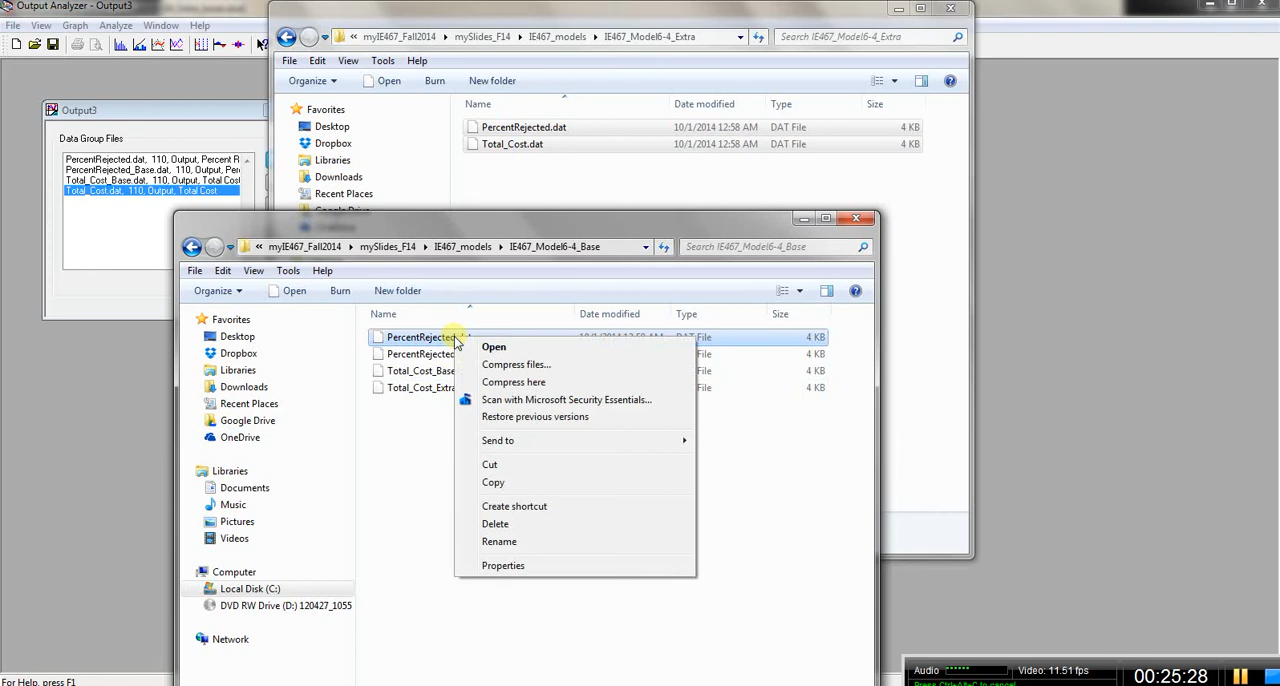 Output Analyzer - Output3
File View Graph Analyze Window Help
Output3
Data Group Files
PercentRejected.dat, 110, Output, Percent R
PercentRejected_Base.dat, 110, Output, Per
Total_Cost_Base.dat, 110, Output, Total Cost
Total_Cost.dat, 110, Output, Total Cost
« myIE467_Fall2014 ▸ mySlides_F14 ▸ IE467_models ▸ IE467_Model6-4_Extra
Search IE467_Model6-4_Extra
File Edit View Tools Help
Organize Open Burn New folder
Favorites
Desktop
Dropbox
Libraries
Downloads
Recent Places
Name Date modified Type Size
PercentRejected.dat 10/1/2014 12:58 AM DAT File 4 KB
Total_Cost.dat 10/1/2014 12:58 AM DAT File 4 KB
« myIE467_Fall2014 ▸ mySlides_F14 ▸ IE467_models ▸ IE467_Model6-4_Base
Search IE467_Model6-4_Base
File Edit View Tools Help
Organize Open Burn New folder
Favorites
Desktop
Dropbox
Libraries
Downloads
Recent Places
Google Drive
OneDrive
Libraries
Documents
Music
Pictures
Videos
Computer
Local Disk (C:)
DVD RW Drive (D:) 120427_1055
Network
Name Date modified Type Size
PercentRejected File 4 KB
PercentRejected File 4 KB
Total_Cost_Base File 4 KB
Total_Cost_Extra File 4 KB
Open
Compress files...
Compress here
Scan with Microsoft Security Essentials...
Restore previous versions
Send to
Cut
Copy
Create shortcut
Delete
Rename
Properties
For Help, press F1
Audio Video: 11.51 fps 00:25:28